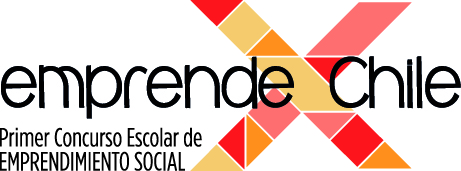 emprende X Chile
Primer Concurso Escolar de
EMPRENDIMIENTO SOCIAL